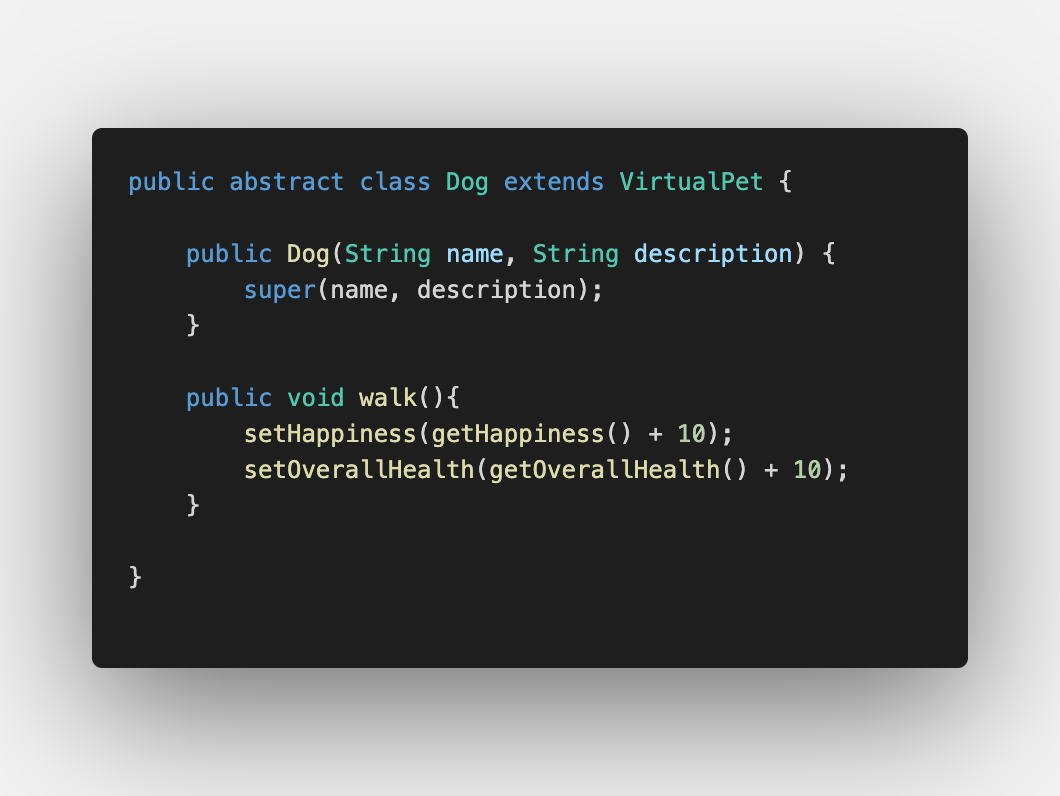 public abstract class Dog extends VirtualPet {
public Dog(String name, String description) {
super(name, description);
}
public void walk(){
setHappiness(getHappiness() + 10);
setOverallHealth(getOverallHealth() + 10);
}
}